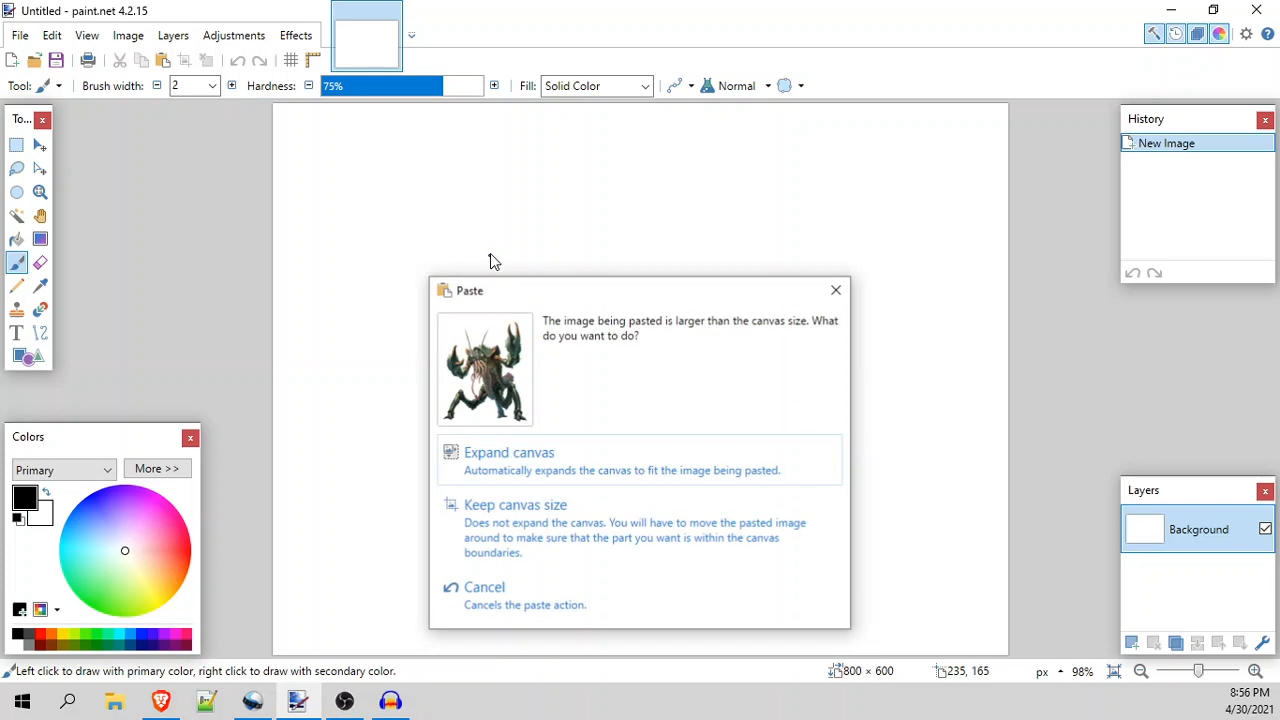 Untitled - paint.net 4.2.15
File Edit View Image Layers Adjustments Effects
Tool: Brush width: 2 Hardness: 75% Fill: Solid Color Normal
To...
History
New Image
Paste
The image being pasted is larger than the canvas size. What
do you want to do?
Expand canvas
Automatically expands the canvas to fit the image being pasted.
Keep canvas size
Does not expand the canvas. You will have to move the pasted image
around to make sure that the part you want is within the canvas
boundaries.
Cancel
Cancels the paste action.
Colors
Primary More >>
Layers
Background
Left click to draw with primary color, right click to draw with secondary color. 800 × 600 235, 165 px 98%
8:56 PM
4/30/2021